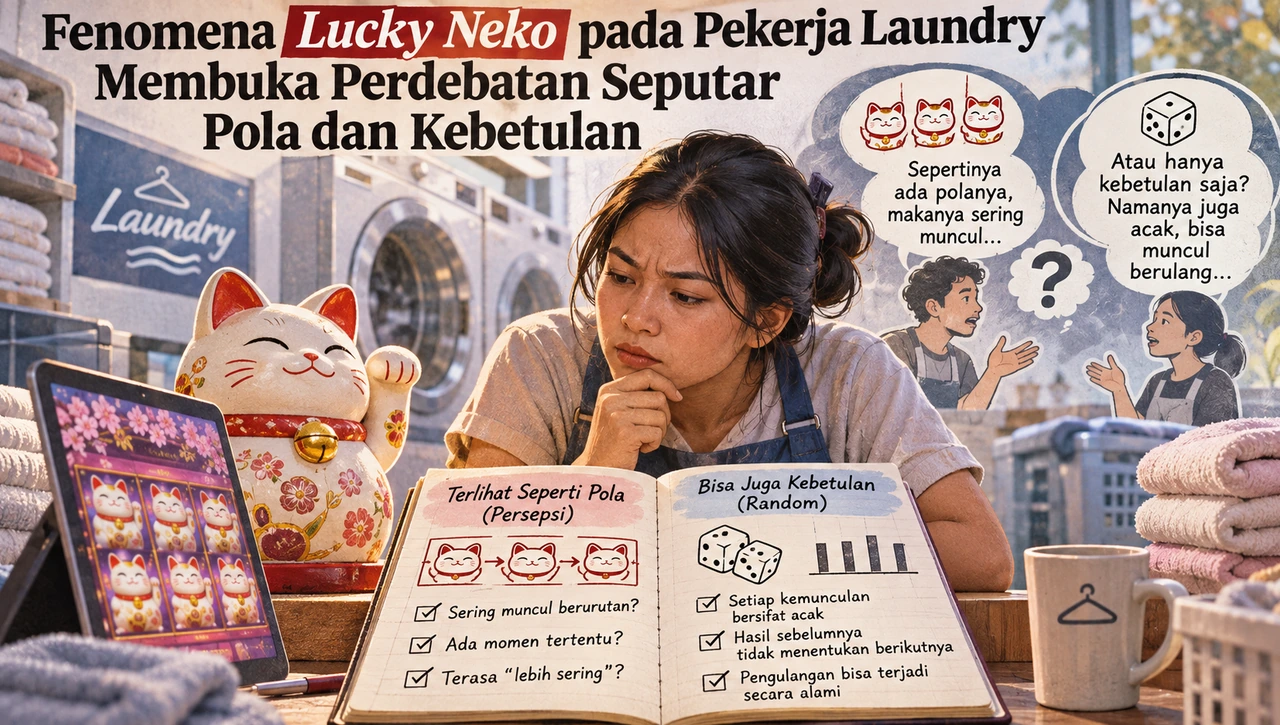 Fenomena Lucky Neko pada Pekerja Laundry
Membuka Perdebatan Seputar
Pola dan Kebetulan
Laundry
Sepertinya
ada polanya,
makanya sering
muncul...
Atau hanya
kebetulan saja?
Namanya juga
acak, bisa
muncul
berulang...
?
Terlihat Seperti Pola
(Persepsi)
Sering muncul berurutan?
Ada momen tertentu?
Terasa "lebih sering"?
Bisa Juga Kebetulan
(Random)
Setiap kemunculan
bersifat acak
Hasil sebelumnya
tidak menentukan berikutnya
Pengulangan bisa terjadi
secara alami